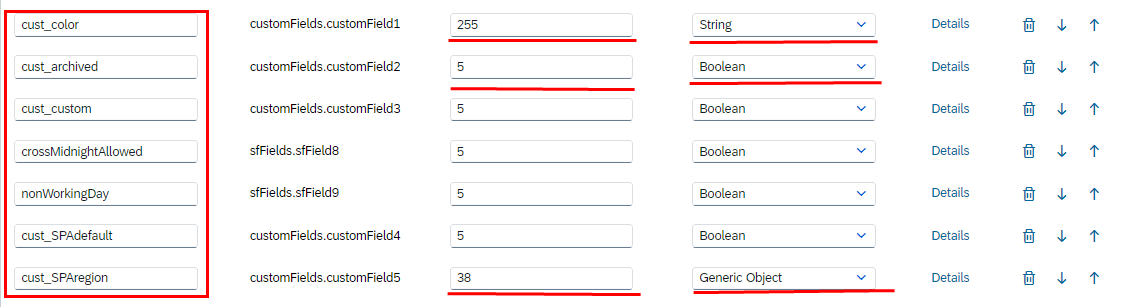 cust_color customFields.customField1 255 String Details
cust_archived customFields.customField2 5 Boolean Details
cust_custom customFields.customField3 5 Boolean Details
crossMidnightAllowed sfFields.sfField8 5 Boolean Details
nonWorkingDay sfFields.sfField9 5 Boolean Details
cust_SPAdefault customFields.customField4 5 Boolean Details
cust_SPAregion customFields.customField5 38 Generic Object Details